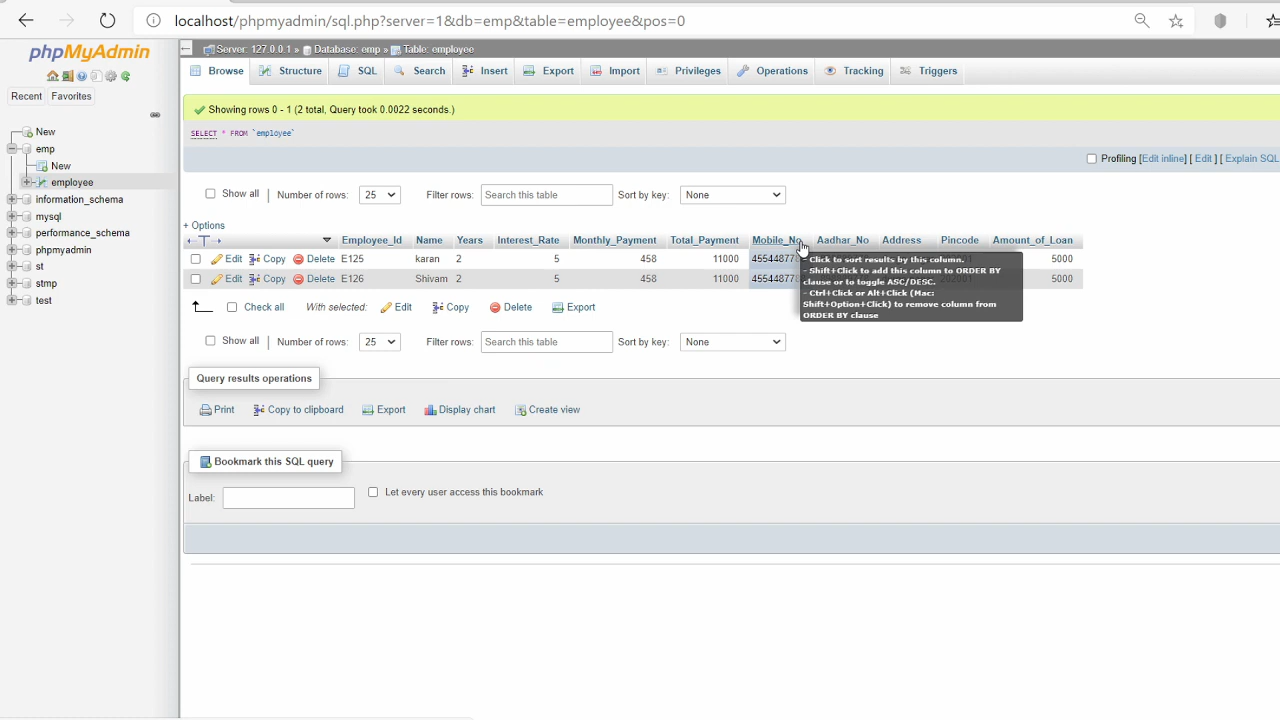 localhost/phpmyadmin/sql.php?server=1&db=emp&table=employee&pos=0
phpMyAdmin
Recent Favorites
New
emp
New
employee
information_schema
mysql
performance_schema
phpmyadmin
st
stmp
test
Server: 127.0.0.1 » Database: emp » Table: employee
Browse Structure SQL Search Insert Export Import Privileges Operations Tracking Triggers
Showing rows 0 - 1 (2 total, Query took 0.0022 seconds.)
SELECT * FROM `employee`
Profiling [Edit inline] [ Edit ] [ Explain SQL
Show all | Number of rows: 25 Filter rows: Search this table Sort by key: None
+ Options
←T→ Employee_Id Name Years Interest_Rate Monthly_Payment Total_Payment Mobile_No Aadhar_No Address Pincode Amount_of_Loan
Edit Copy Delete E125 karan 2 5 458 11000 5000
Edit Copy Delete E126 Shivam 2 5 458 11000 5000
- Click to sort results by this column.
- Shift+Click to add this column to ORDER BY
clause or to toggle ASC/DESC.
- Ctrl+Click or Alt+Click (Mac:
Shift+Option+Click) to remove column from
ORDER BY clause
Check all With selected: Edit Copy Delete Export
Show all | Number of rows: 25 Filter rows: Search this table Sort by key: None
Query results operations
Print Copy to clipboard Export Display chart Create view
Bookmark this SQL query
Label: Let every user access this bookmark